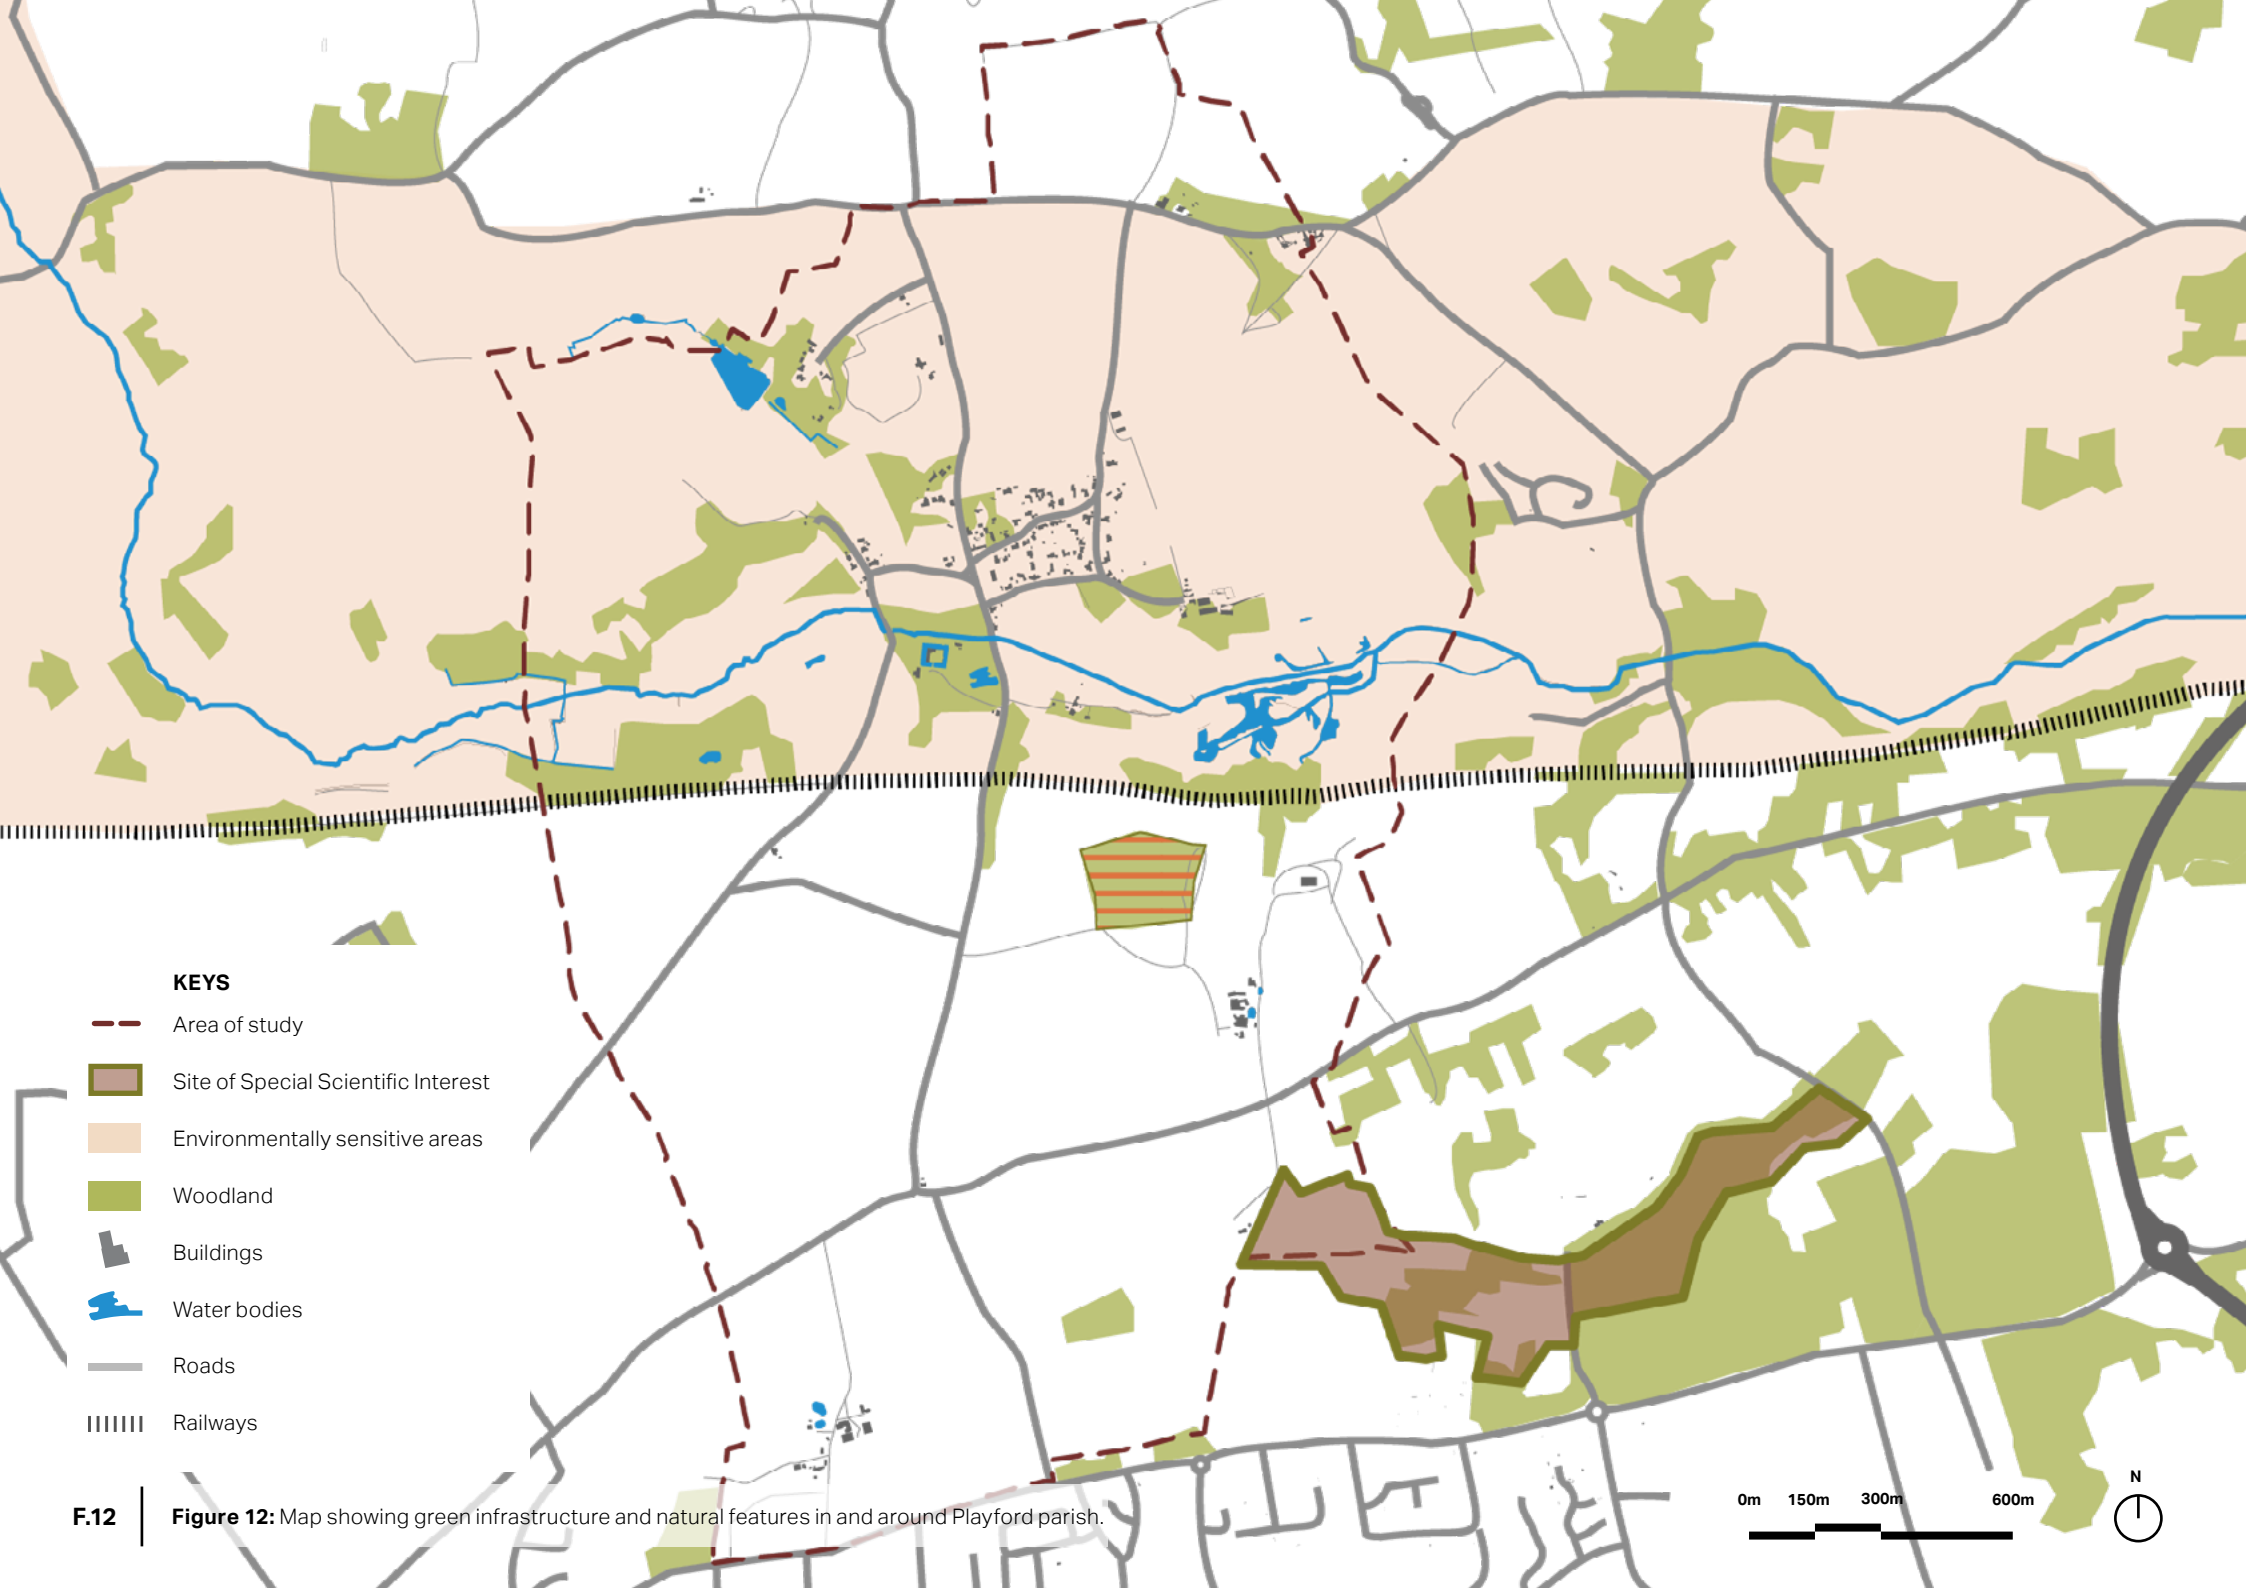 KEYS
Area of study
Site of Special Scientific Interest
Environmentally sensitive areas
Woodland
Buildings
Water bodies
Roads
Railways
F.12
Figure 12: Map showing green infrastructure and natural features in and around Playford parish.
0m 150m 300m 600m
N